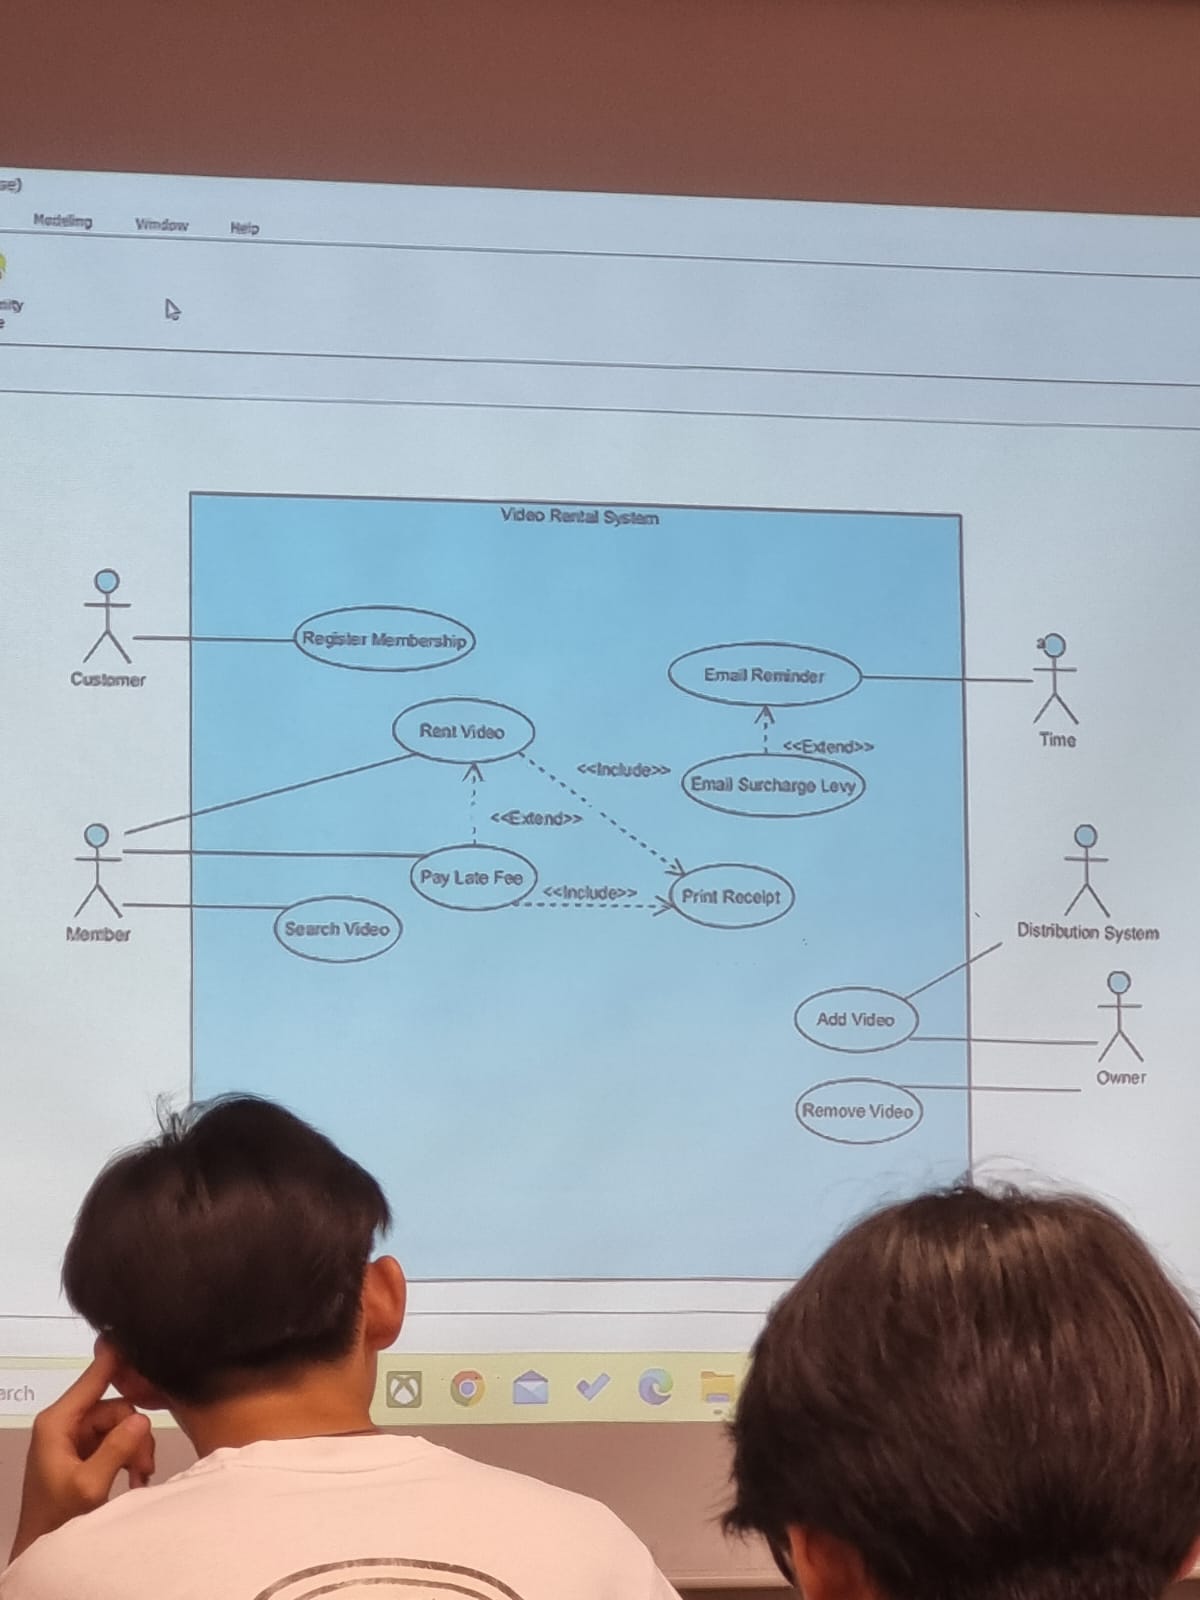 se)
Modeling Window Help
nity
e
Video Rental System
Register Membership
Customer
Email Reminder
a
Time
Rent Video
<<Extend>>
<<Include>>
Email Surcharge Levy
<<Extend>>
Pay Late Fee
<<Include>>
Print Receipt
Member
Search Video
Distribution System
Add Video
Owner
Remove Video
arch